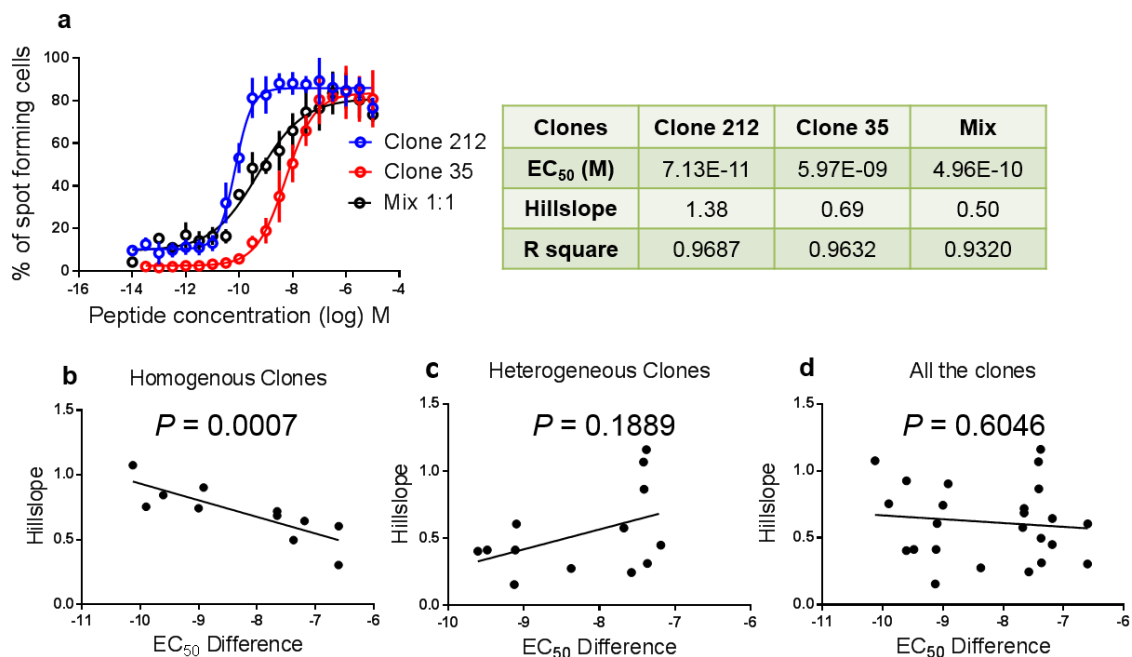 a
100
80
60
40
20
0
% of spot forming cells
-16 -14 -12 -10 -8 -6 -4
Peptide concentration (log) M
Clone 212
Clone 35
Mix 1:1
Clones Clone 212 Clone 35 Mix
EC50 (M) 7.13E-11 5.97E-09 4.96E-10
Hillslope 1.38 0.69 0.50
R square 0.9687 0.9632 0.9320
b Homogenous Clones
P = 0.0007
1.5
1.0
0.5
0.0
Hillslope
-11 -10 -9 -8 -7 -6
EC50 Difference
c Heterogeneous Clones
P = 0.1889
1.5
1.0
0.5
0.0
Hillslope
-10 -9 -8 -7 -6
EC50 Difference
d All the clones
P = 0.6046
1.5
1.0
0.5
0.0
Hillslope
-11 -10 -9 -8 -7 -6
EC50 Difference